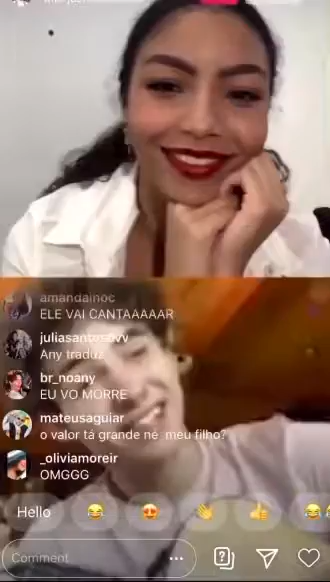 amandainoc
ELE VAI CANTAAAAAR
Any traduz
br_noany
EU VO MORRE
mateusaguiar
o valor tá grande né meu filho?
_oliviamoreir
OMGGG
Hello
Comment